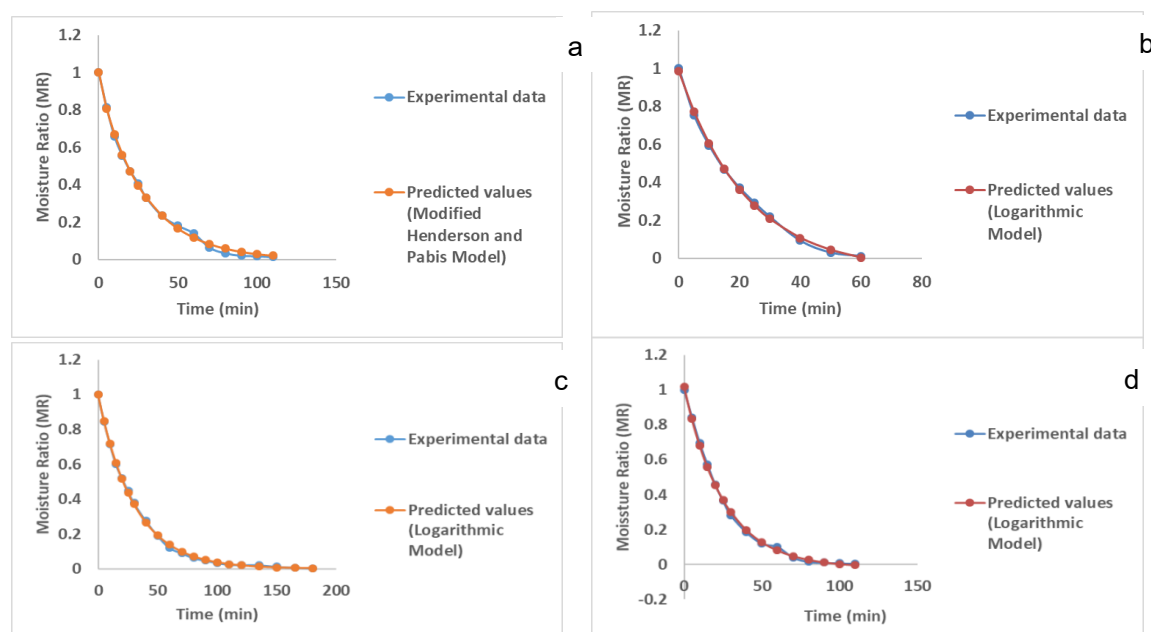 a
1.2
1
0.8
0.6
0.4
0.2
0
0 50 100 150
Moisture Ratio (MR)
Time (min)
Experimental data
Predicted values
(Modified
Henderson and
Pabis Model)
b
1.2
1
0.8
0.6
0.4
0.2
0
0 20 40 60 80
Moisture Ratio (MR)
Time (min)
Experimental data
Predicted values
(Logarithmic
Model)
c
1.2
1
0.8
0.6
0.4
0.2
0
0 50 100 150 200
Moisture Ratio (MR)
Time (min)
Experimental data
Predicted values
(Logarithmic
Model)
d
1.2
1
0.8
0.6
0.4
0.2
0
-0.2
0 50 100 150
Moissture Ratio (MR)
Time (min)
Experimental data
Predicted values
(Logarithmic
Model)